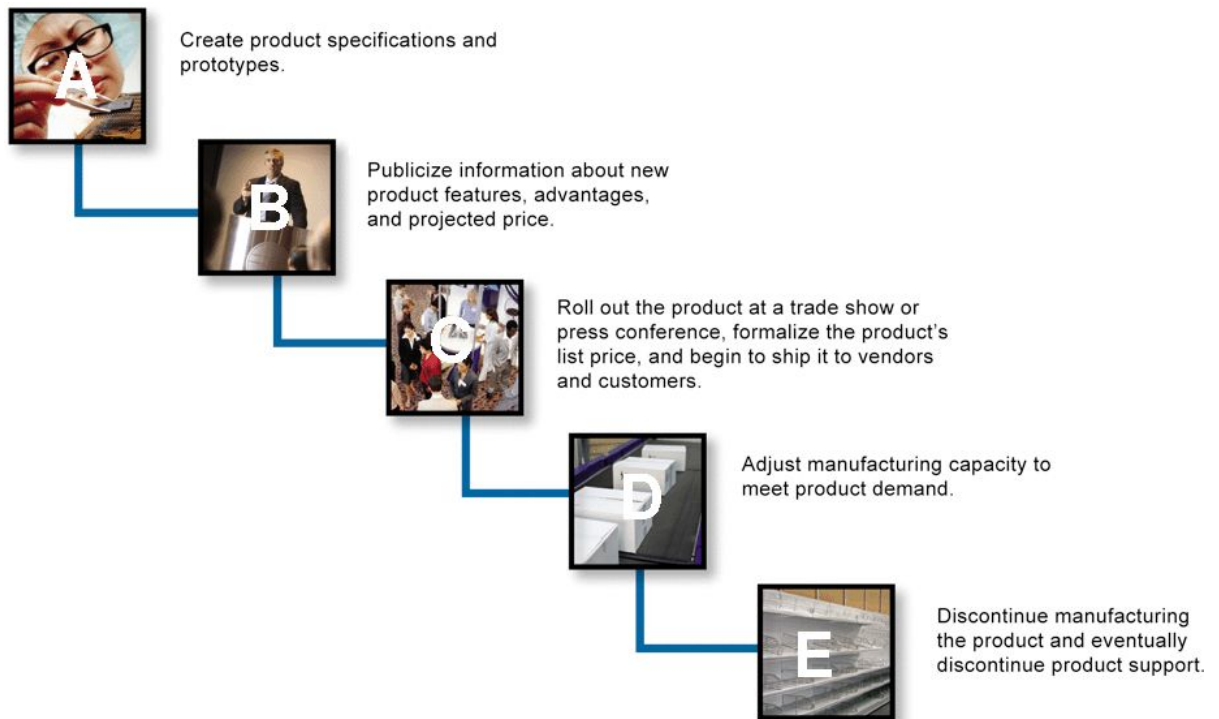 A
Create product specifications and
prototypes.
B
Publicize information about new
product features, advantages,
and projected price.
C
Roll out the product at a trade show or
press conference, formalize the product’s
list price, and begin to ship it to vendors
and customers.
D
Adjust manufacturing capacity to
meet product demand.
E
Discontinue manufacturing
the product and eventually
discontinue product support.